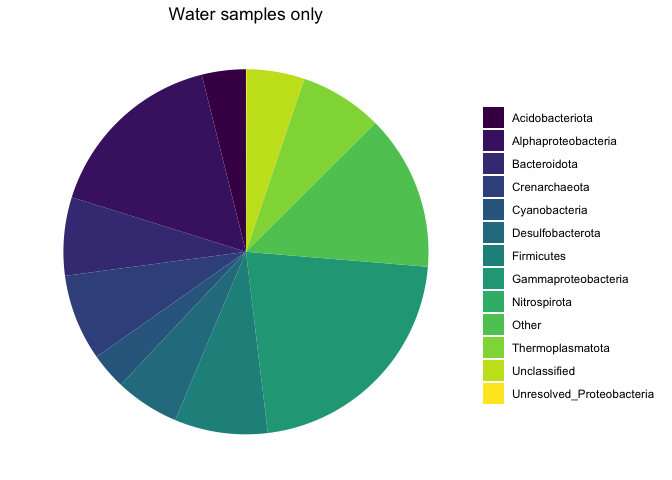 Water samples only
Acidobacteriota
Alphaproteobacteria
Bacteroidota
Crenarchaeota
Cyanobacteria
Desulfobacterota
Firmicutes
Gammaproteobacteria
Nitrospirota
Other
Thermoplasmatota
Unclassified
Unresolved_Proteobacteria